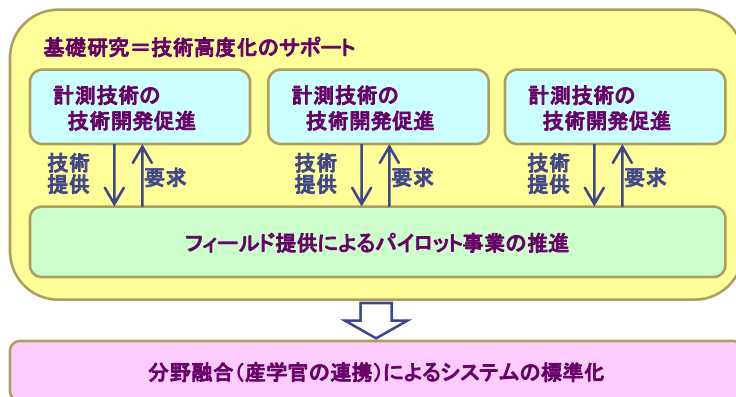 基礎研究＝技術高度化のサポート
計測技術の
技術開発促進
計測技術の
技術開発促進
計測技術の
技術開発促進
技術
提供
要求
技術
提供
要求
技術
提供
要求
フィールド提供によるパイロット事業の推進
分野融合（産学官の連携）によるシステムの標準化